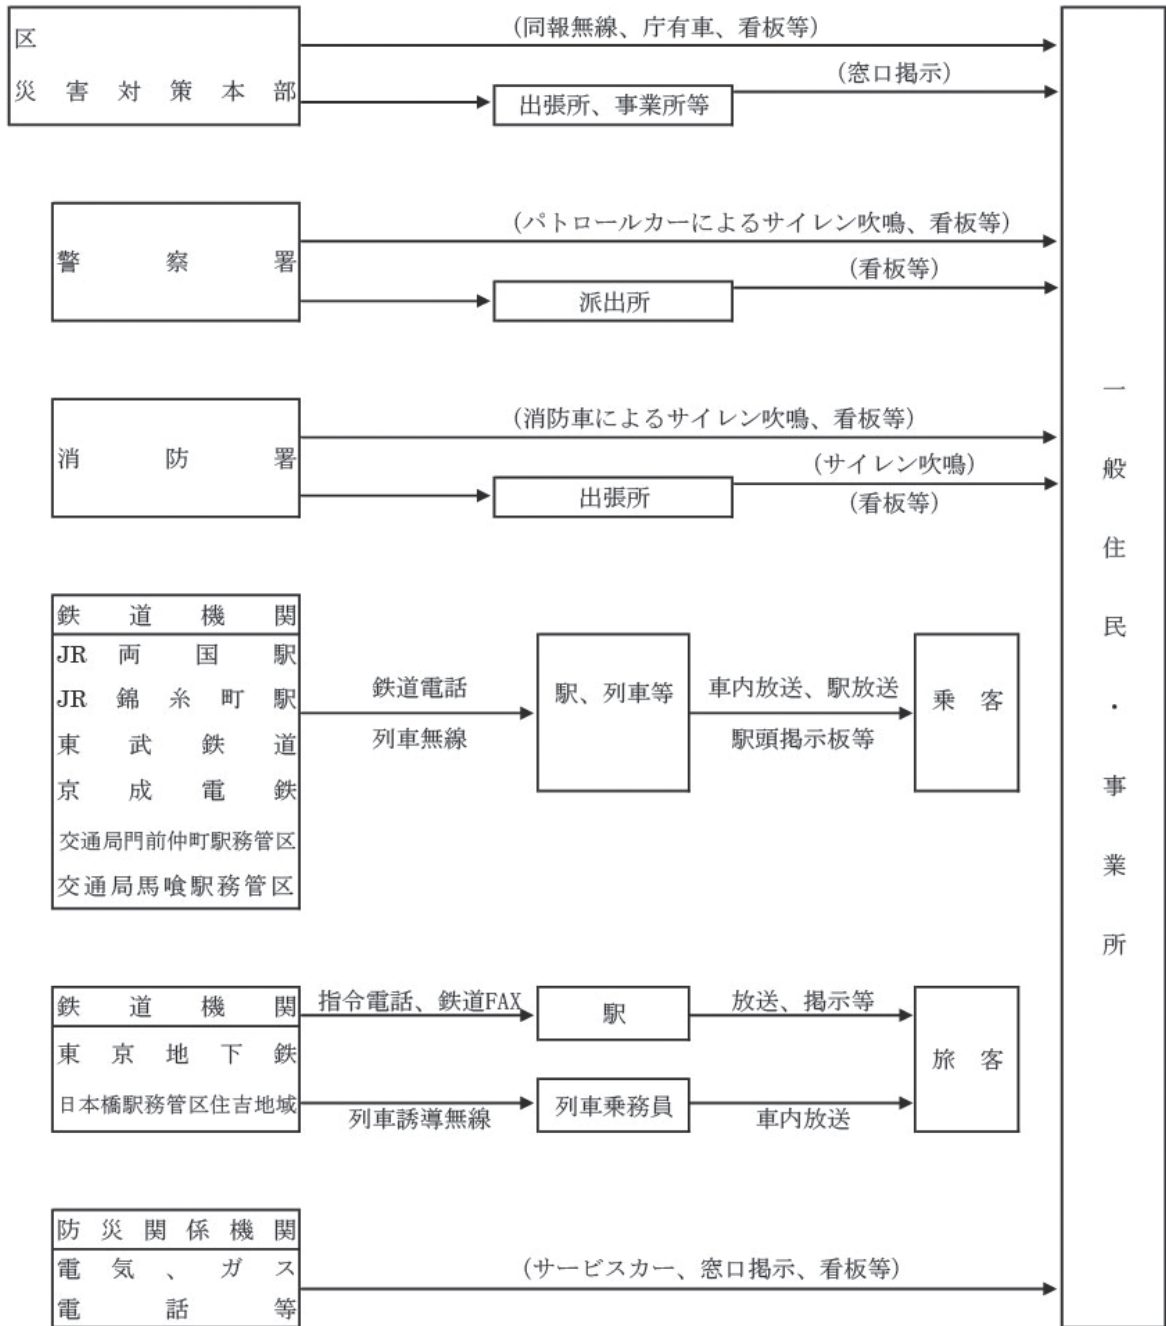 区
災害対策本部
(同報無線、庁有車、看板等)
出張所、事業所等
(窓口掲示)
警察署
(パトロールカーによるサイレン吹鳴、看板等)
派出所
(看板等)
消防署
(消防車によるサイレン吹鳴、看板等)
出張所
(サイレン吹鳴)
(看板等)
鉄道機関
JR 両国駅
JR 錦糸町駅
東武鉄道
京成電鉄
交通局門前仲町駅務管区
交通局馬喰駅務管区
鉄道電話
列車無線
駅、列車等
車内放送、駅放送
駅頭掲示板等
乗客
鉄道機関
東京地下鉄
日本橋駅務管区住吉地域
指令電話、鉄道FAX
駅
放送、掲示等
列車誘導無線
列車乗務員
車内放送
旅客
防災関係機関
電気、ガス
電話等
(サービスカー、窓口掲示、看板等)
一般住民・事業所